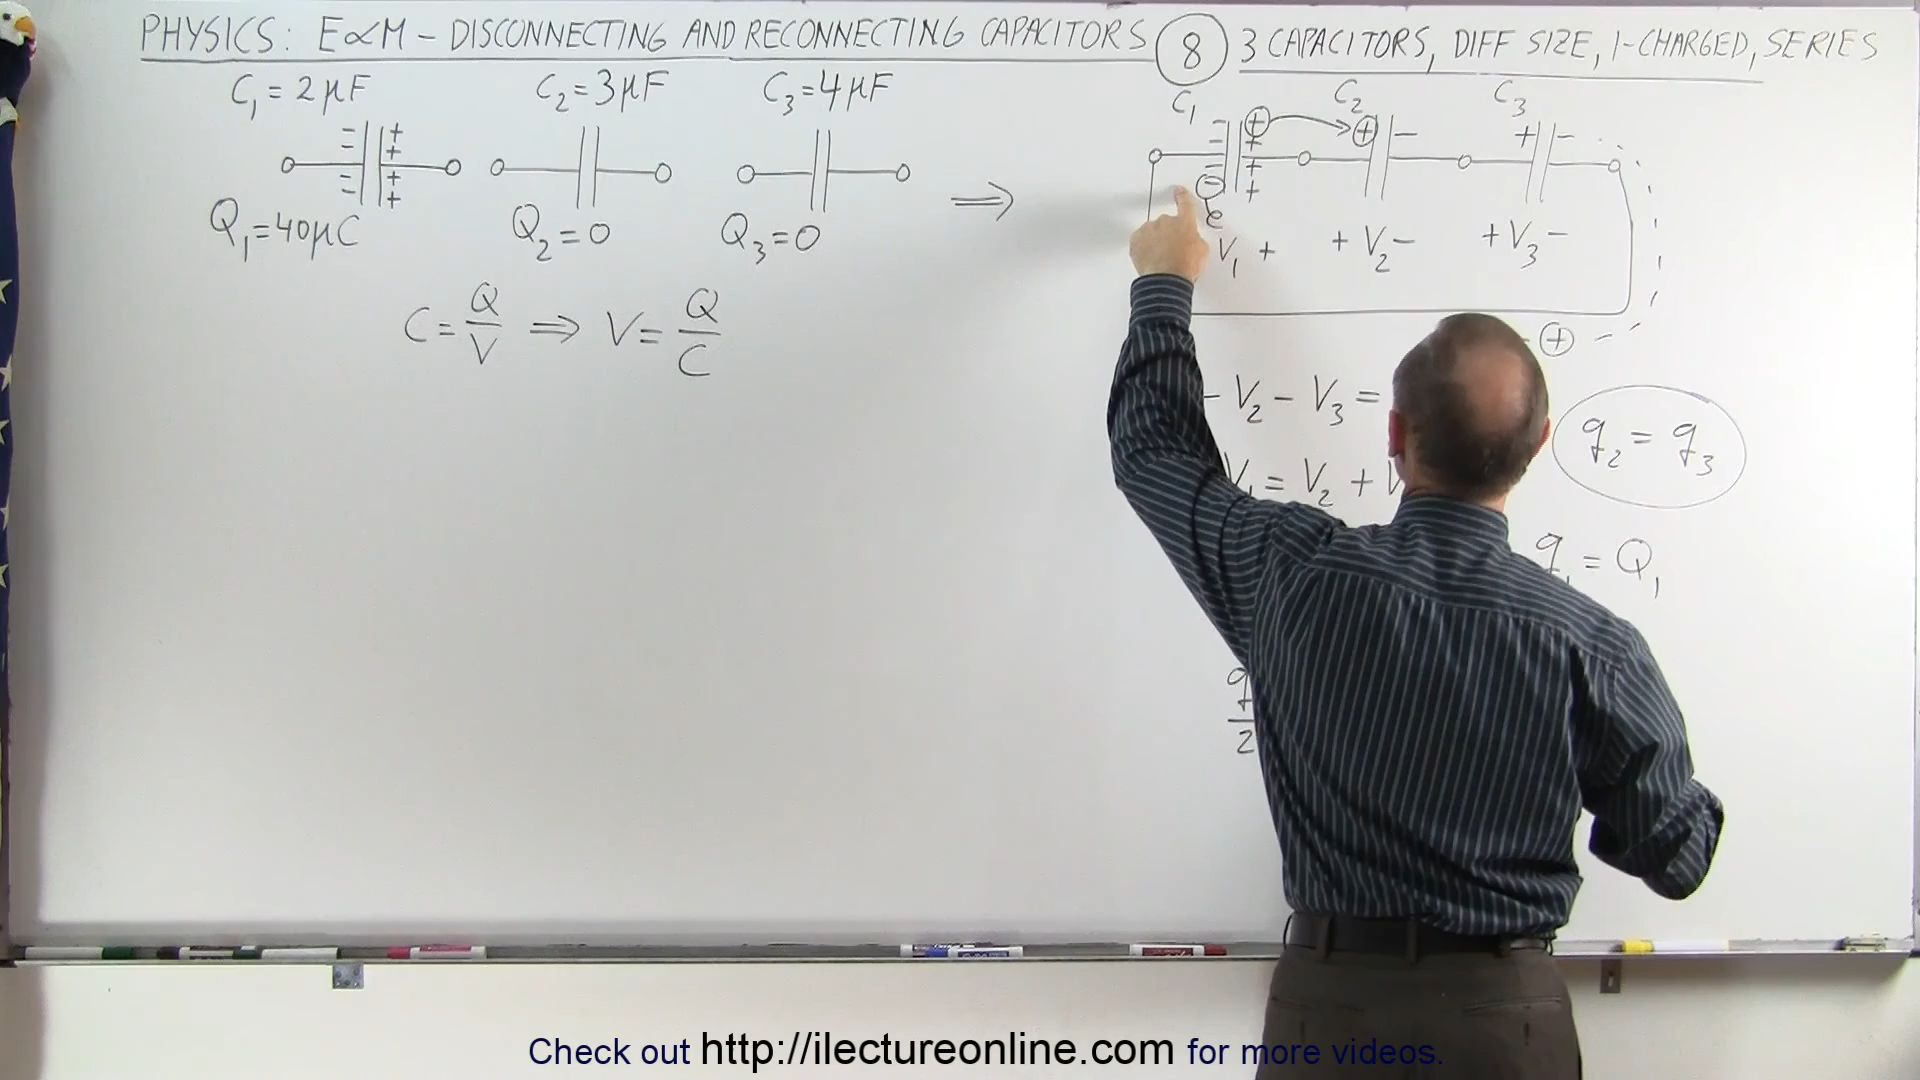 PHYSICS: E∝M – DISCONNECTING AND RECONNECTING CAPACITORS 8 3 CAPACITORS, DIFF SIZE, 1-CHARGED, SERIES
C₁ = 2μF C₂ = 3μF C₃ = 4μF
Q₁ = 40μC Q₂ = 0 Q₃ = 0
C = Q/V ⇒ V = Q/C
⇒
C₁ C₂ C₃
e
V₁ + + V₂ – + V₃ –
– V₂ – V₃ =
V₁ = V₂ + V
q₂ = q₃
q₁ = Q₁
q
2
Check out http://ilectureonline.com for more videos.